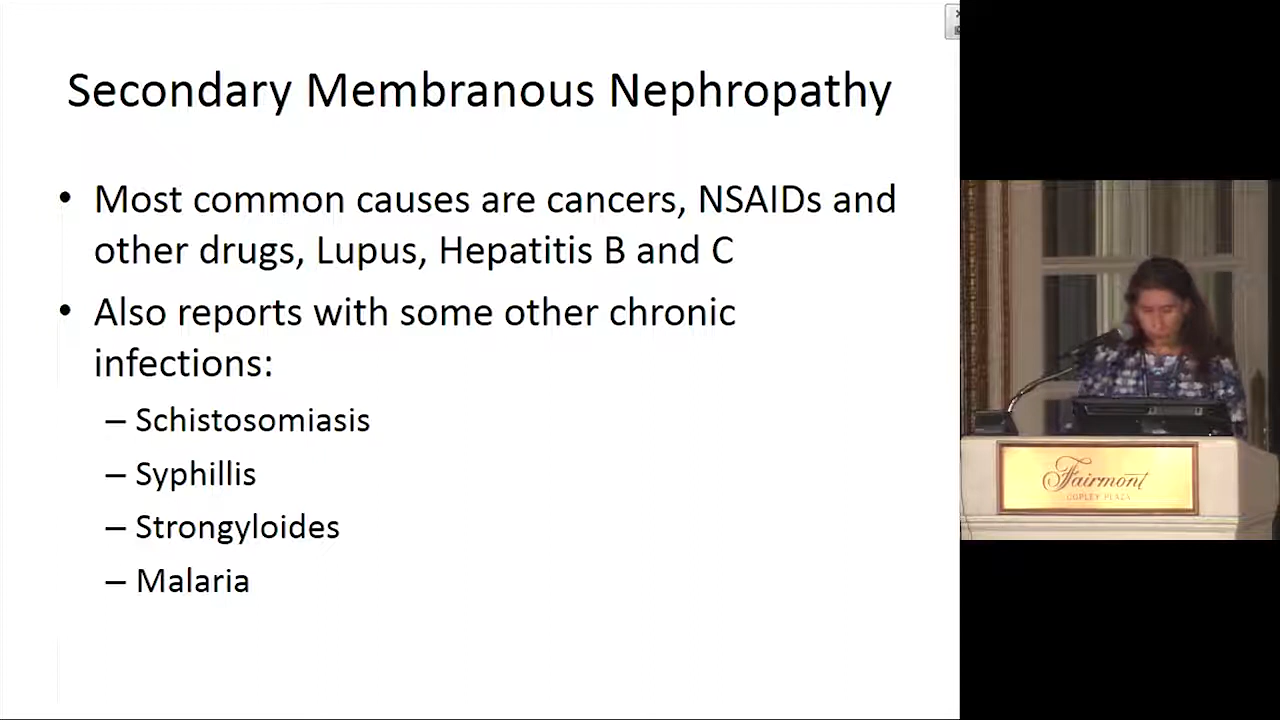 Secondary Membranous Nephropathy
• Most common causes are cancers, NSAIDs and
other drugs, Lupus, Hepatitis B and C
• Also reports with some other chronic
infections:
– Schistosomiasis
– Syphillis
– Strongyloides
– Malaria
Fairmont
COPLEY PLAZA